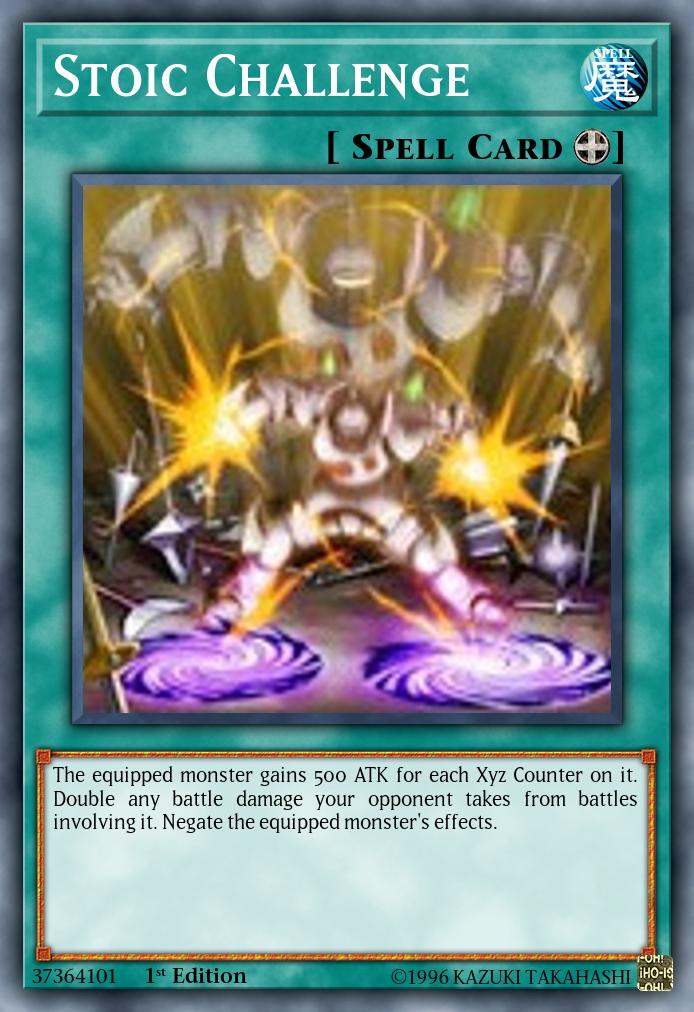 STOIC CHALLENGE
SPELL
魔
[ SPELL CARD ]
The equipped monster gains 500 ATK for each Xyz Counter on it.
Double any battle damage your opponent takes from battles
involving it. Negate the equipped monster's effects.
37364101 1st Edition ©1996 KAZUKI TAKAHASHI